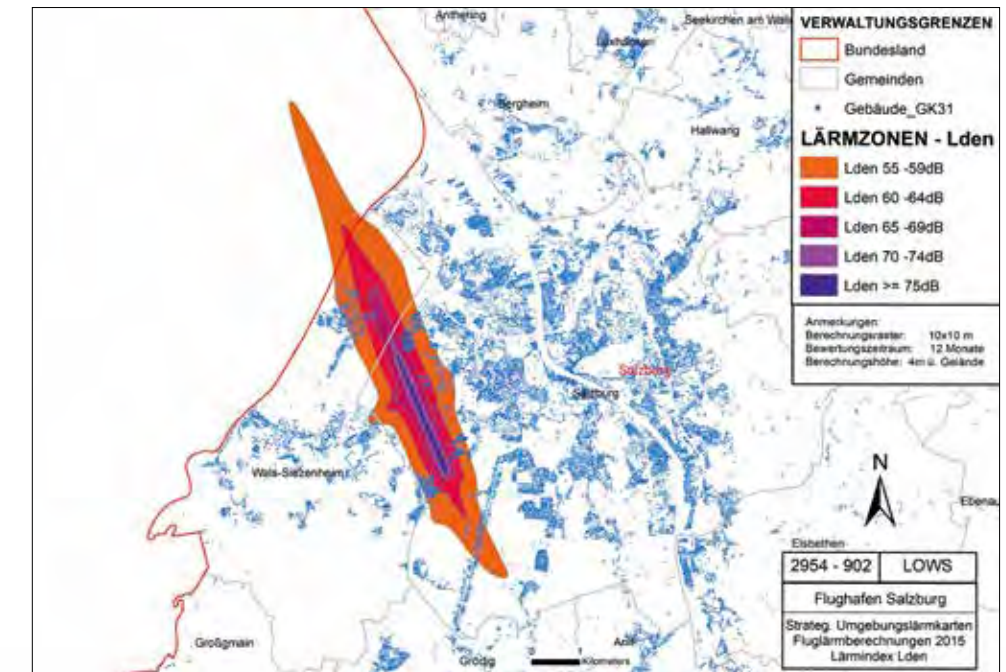 Anthering
Seekirchen am
Bergheim
Hallwang
Salzburg
Salzburg
Wals-Siezenheim
Großgmain
Grödig
Anif
Elsbethen
Ebenau
0 1
Kilometers
N
VERWALTUNGSGRENZEN
Bundesland
Gemeinden
Gebäude_GK31
LÄRMZONEN - Lden
Lden 55 -59dB
Lden 60 -64dB
Lden 65 -69dB
Lden 70 -74dB
Lden >= 75dB
Anmerkungen:
Berechnungsraster: 10x10 m
Bewertungszeitraum: 12 Monate
Berechnungshöhe: 4m ü. Gelände
2954 - 902 LOWS
Flughafen Salzburg
Strateg. Umgebungslärmkarten
Fluglärmberechnungen 2015
Lärmindex Lden